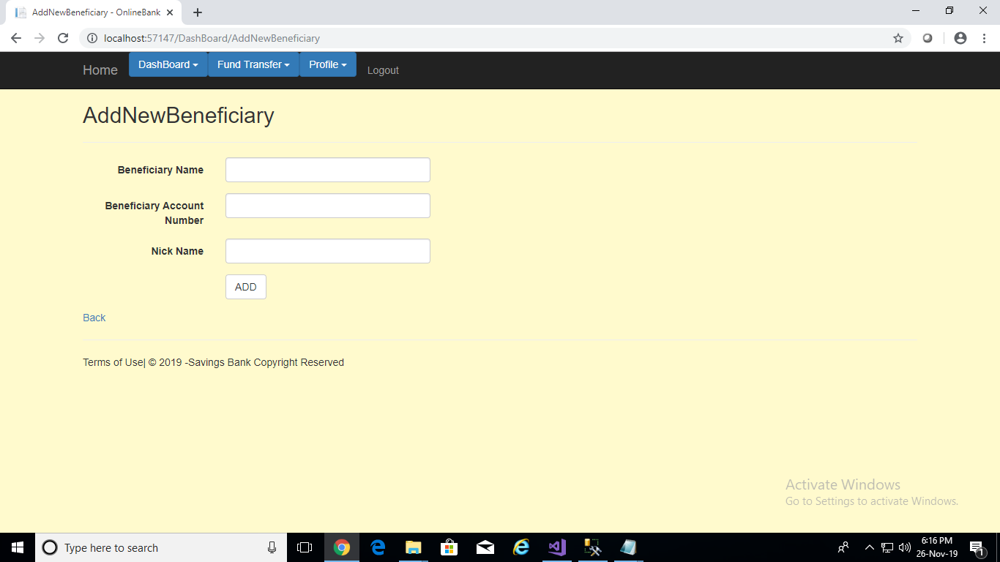 AddNewBeneficiary - OnlineBank
localhost:57147/DashBoard/AddNewBeneficiary
Home DashBoard Fund Transfer Profile Logout
AddNewBeneficiary
Beneficiary Name
Beneficiary Account
Number
Nick Name
ADD
Back
Terms of Use| © 2019 -Savings Bank Copyright Reserved
Activate Windows
Go to Settings to activate Windows.
Type here to search
6:16 PM
26-Nov-19
1